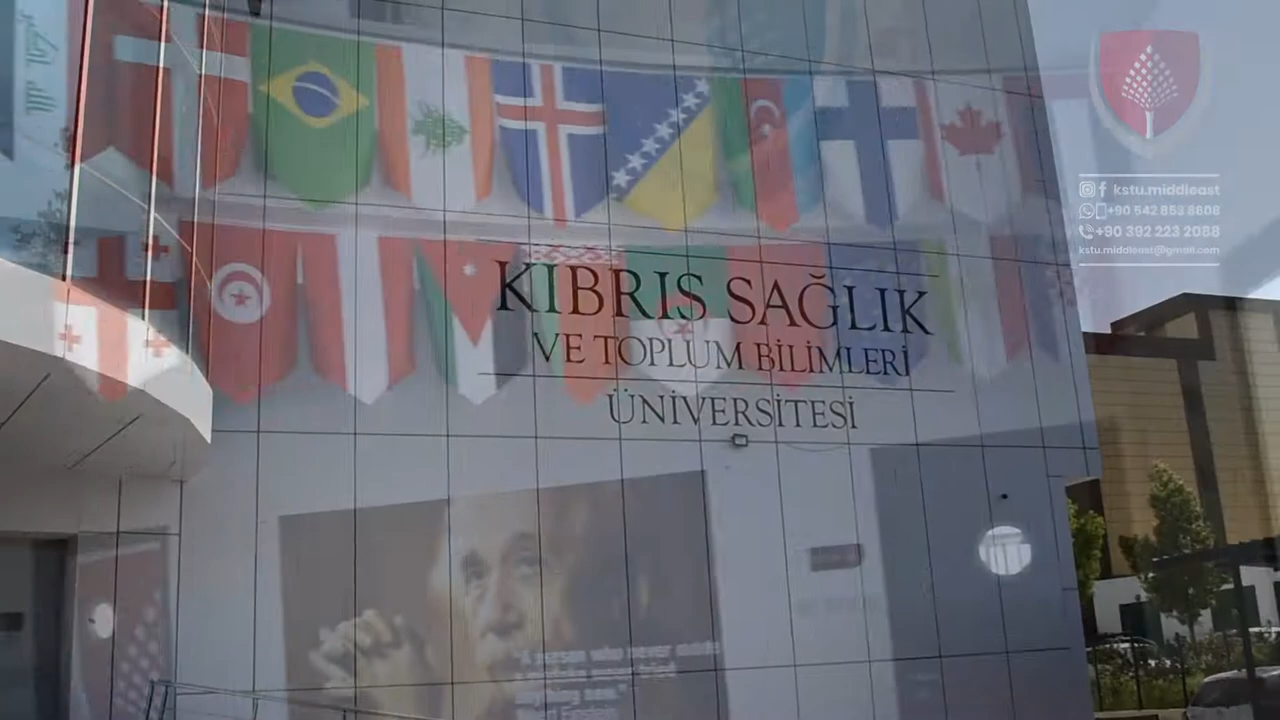 KIBRIS SAĞLIK
VE TOPLUM BİLİMLERİ
ÜNİVERSİTESİ
kstu.middleast
+90 542 853 8608
+90 392 223 2088
kstu.middleast@gmail.com
"A person who never made